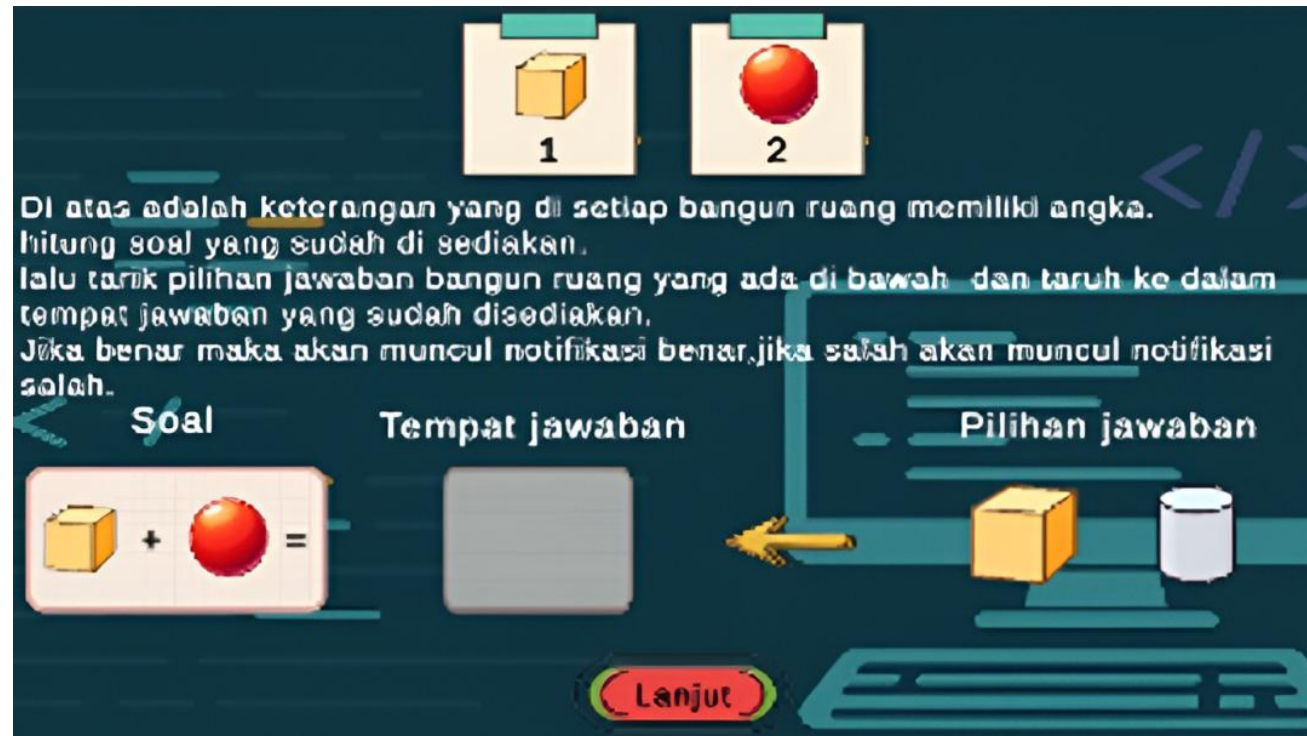 1 2
Di atas adalah keterangan yang di setiap bangun ruang memiliki angka.
hitung soal yang sudah di sediakan.
lalu tarik pilihan jawaban bangun ruang yang ada di bawah dan taruh ke dalam
tempat jawaban yang sudah disediakan.
Jika benar maka akan muncul notifikasi benar,jika salah akan muncul notifikasi
salah.
Soal Tempat jawaban Pilihan jawaban
+ =
Lanjut